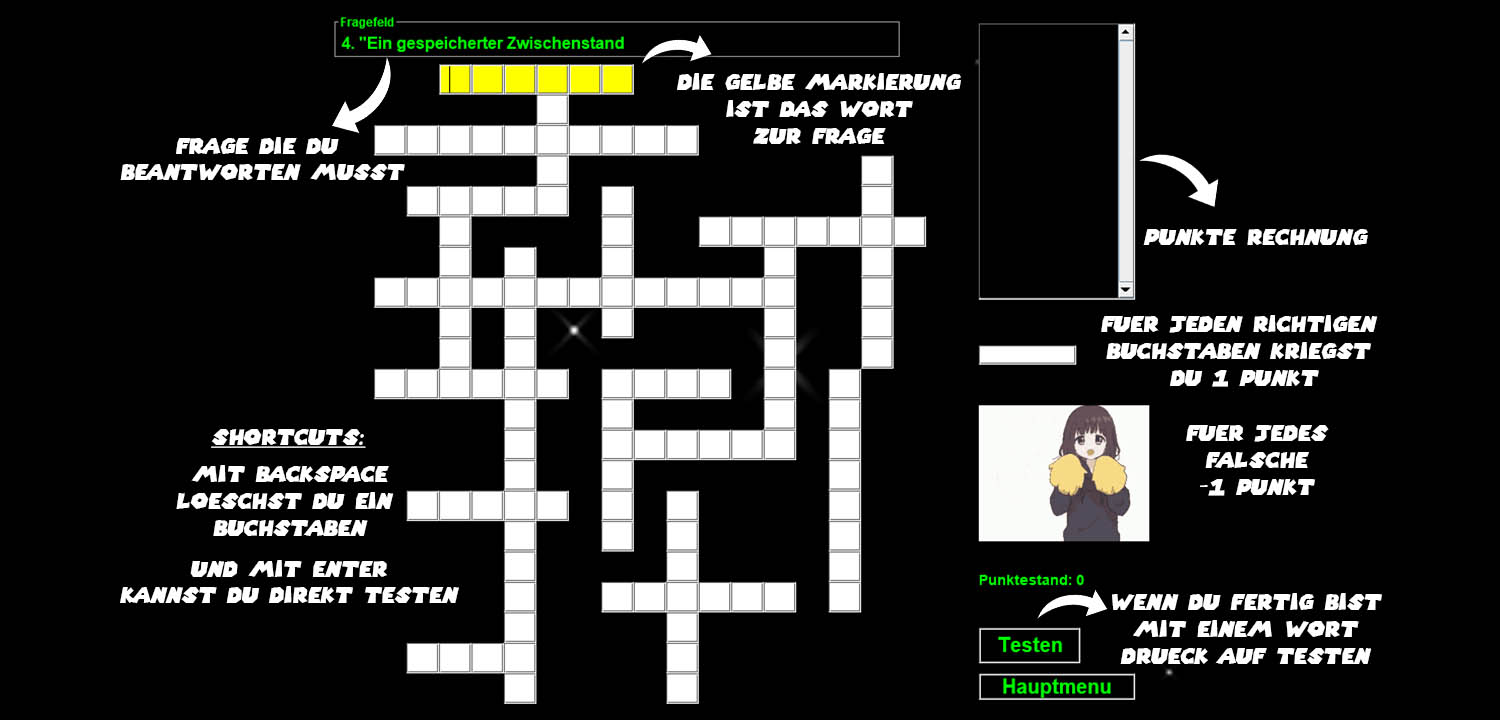 Fragefeld
4. "Ein gespeicherter Zwischenstand
DIE GELBE MARKIERUNG
IST DAS WORT
ZUR FRAGE
FRAGE DIE DU
BEANTWORTEN MUSST
PUNKTE RECHNUNG
FUER JEDEN RICHTIGEN
BUCHSTABEN KRIEGST
DU 1 PUNKT
FUER JEDES
FALSCHE
-1 PUNKT
SHORTCUTS:
MIT BACKSPACE
LOESCHST DU EIN
BUCHSTABEN
UND MIT ENTER
KANNST DU DIREKT TESTEN
Punktestand: 0
WENN DU FERTIG BIST
MIT EINEM WORT
DRUECK AUF TESTEN
Testen
Hauptmenu